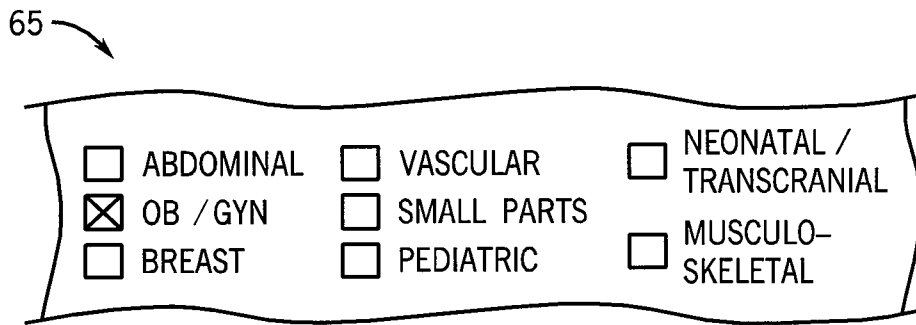 65
ABDOMINAL
OB / GYN
BREAST
VASCULAR
SMALL PARTS
PEDIATRIC
NEONATAL /
TRANSCRANIAL
MUSCULO–
SKELETAL